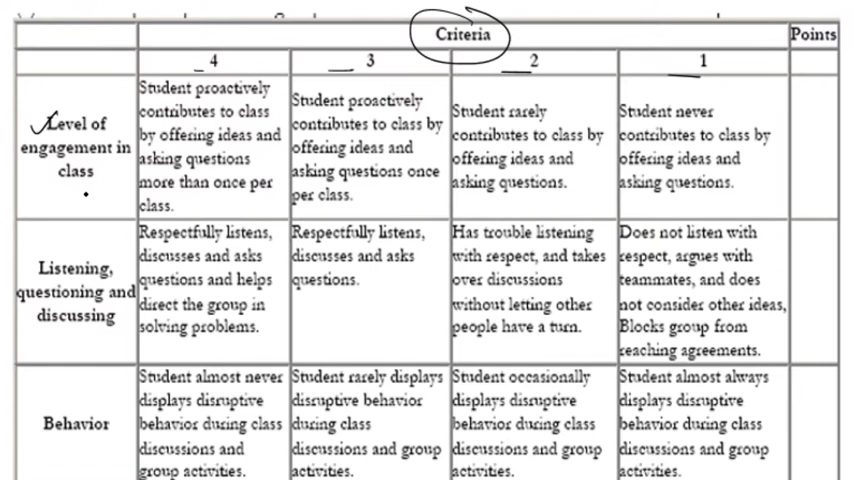 Criteria
Points
4
3
2
1
Level of
engagement in
class
Student proactively
contributes to class
by offering ideas and
asking questions
more than once per
class.
Student proactively
contributes to class by
offering ideas and
asking questions once
per class.
Student rarely
contributes to class by
offering ideas and
asking questions.
Student never
contributes to class by
offering ideas and
asking questions.
Listening,
questioning and
discussing
Respectfully listens,
discusses and asks
questions and helps
direct the group in
solving problems.
Respectfully listens,
discusses and asks
questions.
Has trouble listening
with respect, and takes
over discussions
without letting other
people have a turn.
Does not listen with
respect, argues with
teammates, and does
not consider other ideas,
Blocks group from
reaching agreements.
Behavior
Student almost never
displays disruptive
behavior during class
discussions and
group activities.
Student rarely displays
disruptive behavior
during class
discussions and group
activities.
Student occasionally
displays disruptive
behavior during class
discussions and group
activities.
Student almost always
displays disruptive
behavior during class
discussions and group
activities.